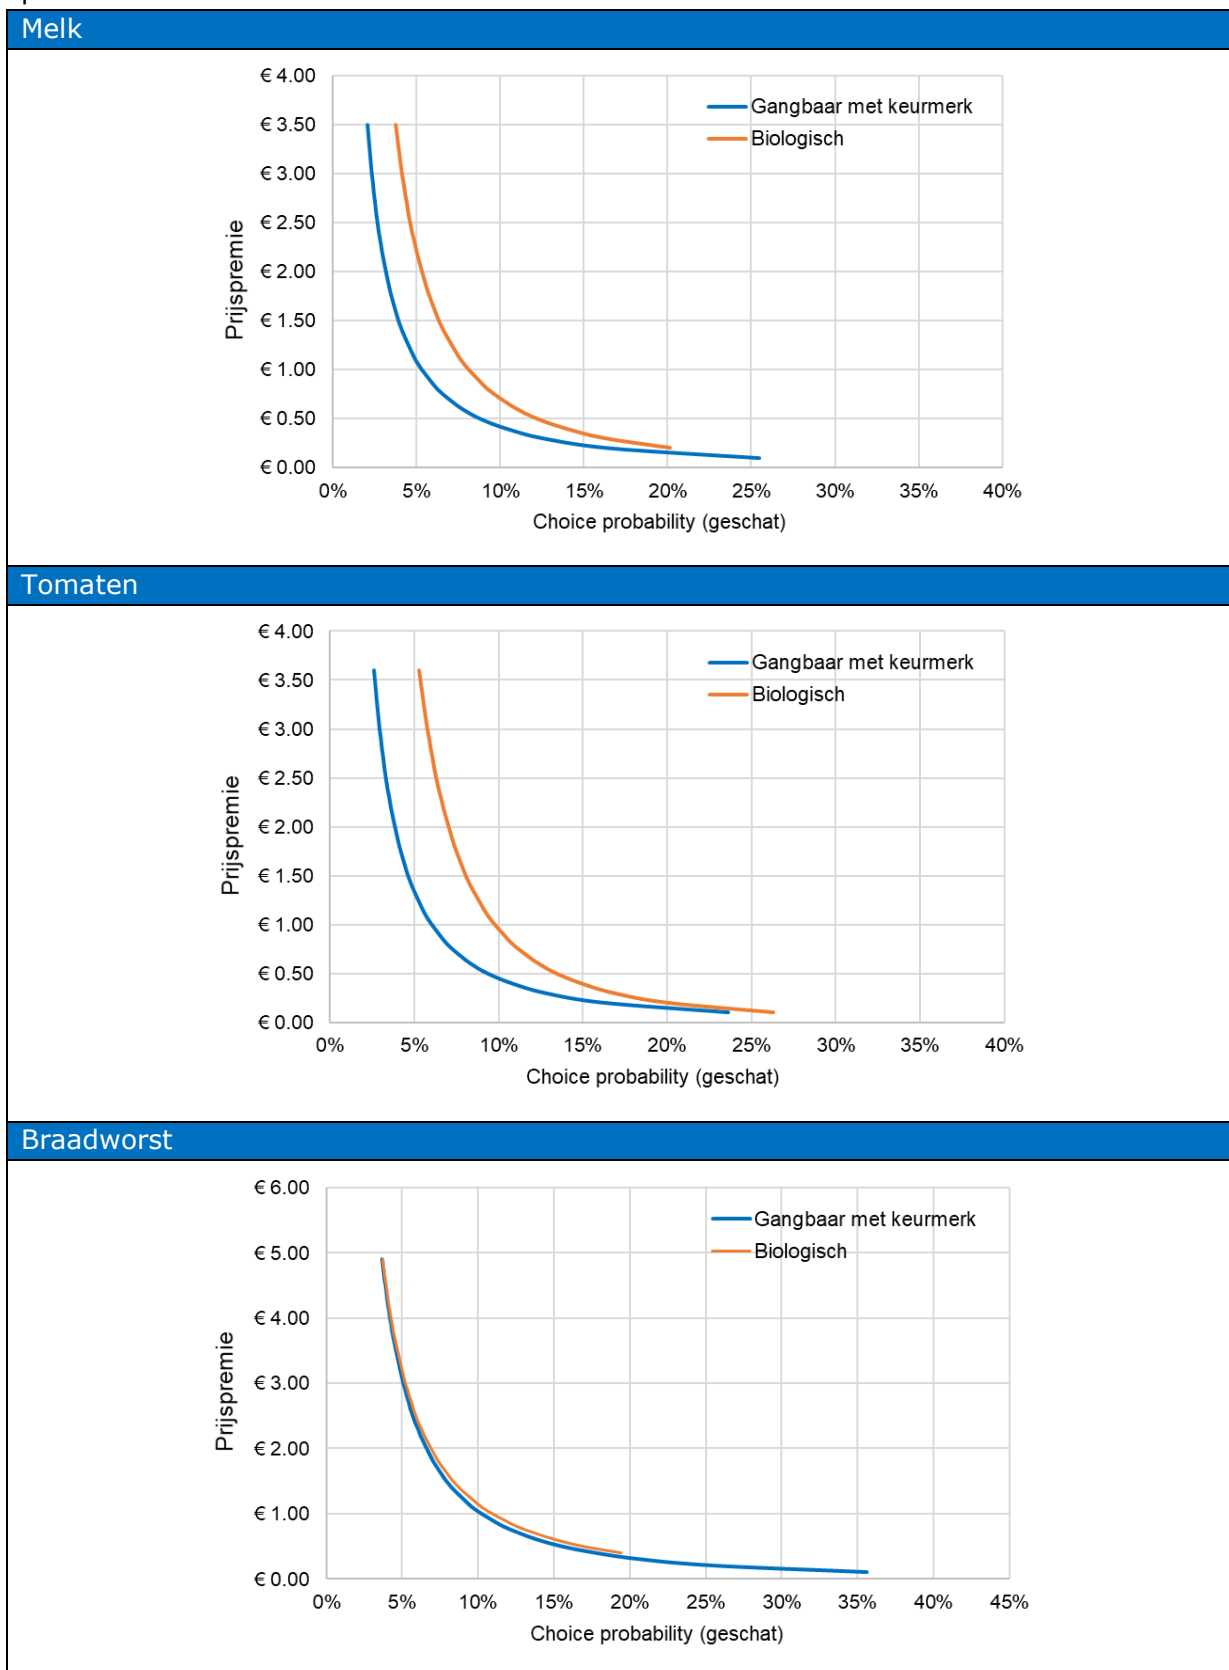 Melk
€ 4.00
€ 3.50
€ 3.00
€ 2.50
€ 2.00
€ 1.50
€ 1.00
€ 0.50
€ 0.00
Prijspremie
Gangbaar met keurmerk
Biologisch
0% 5% 10% 15% 20% 25% 30% 35% 40%
Choice probability (geschat)
Tomaten
€ 4.00
€ 3.50
€ 3.00
€ 2.50
€ 2.00
€ 1.50
€ 1.00
€ 0.50
€ 0.00
Prijspremie
Gangbaar met keurmerk
Biologisch
0% 5% 10% 15% 20% 25% 30% 35% 40%
Choice probability (geschat)
Braadworst
€ 6.00
€ 5.00
€ 4.00
€ 3.00
€ 2.00
€ 1.00
€ 0.00
Prijspremie
Gangbaar met keurmerk
Biologisch
0% 5% 10% 15% 20% 25% 30% 35% 40% 45%
Choice probability (geschat)